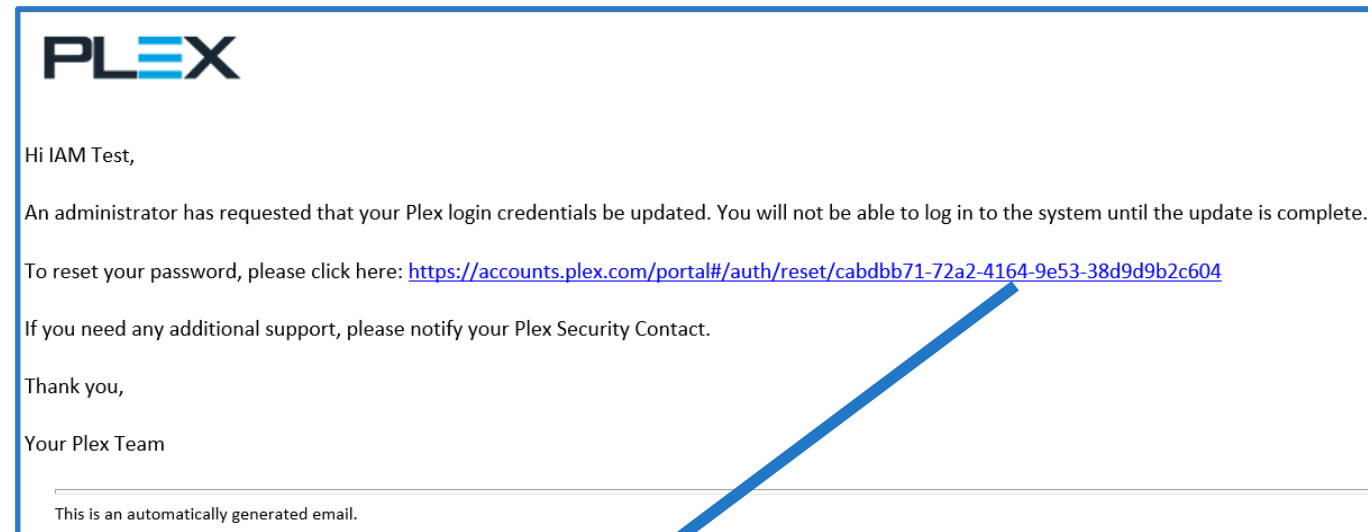 PLEX
Hi IAM Test,
An administrator has requested that your Plex login credentials be updated. You will not be able to log in to the system until the update is complete.
To reset your password, please click here: https://accounts.plex.com/portal#/auth/reset/cabdbb71-72a2-4164-9e53-38d9d9b2c604
If you need any additional support, please notify your Plex Security Contact.
Thank you,
Your Plex Team
This is an automatically generated email.